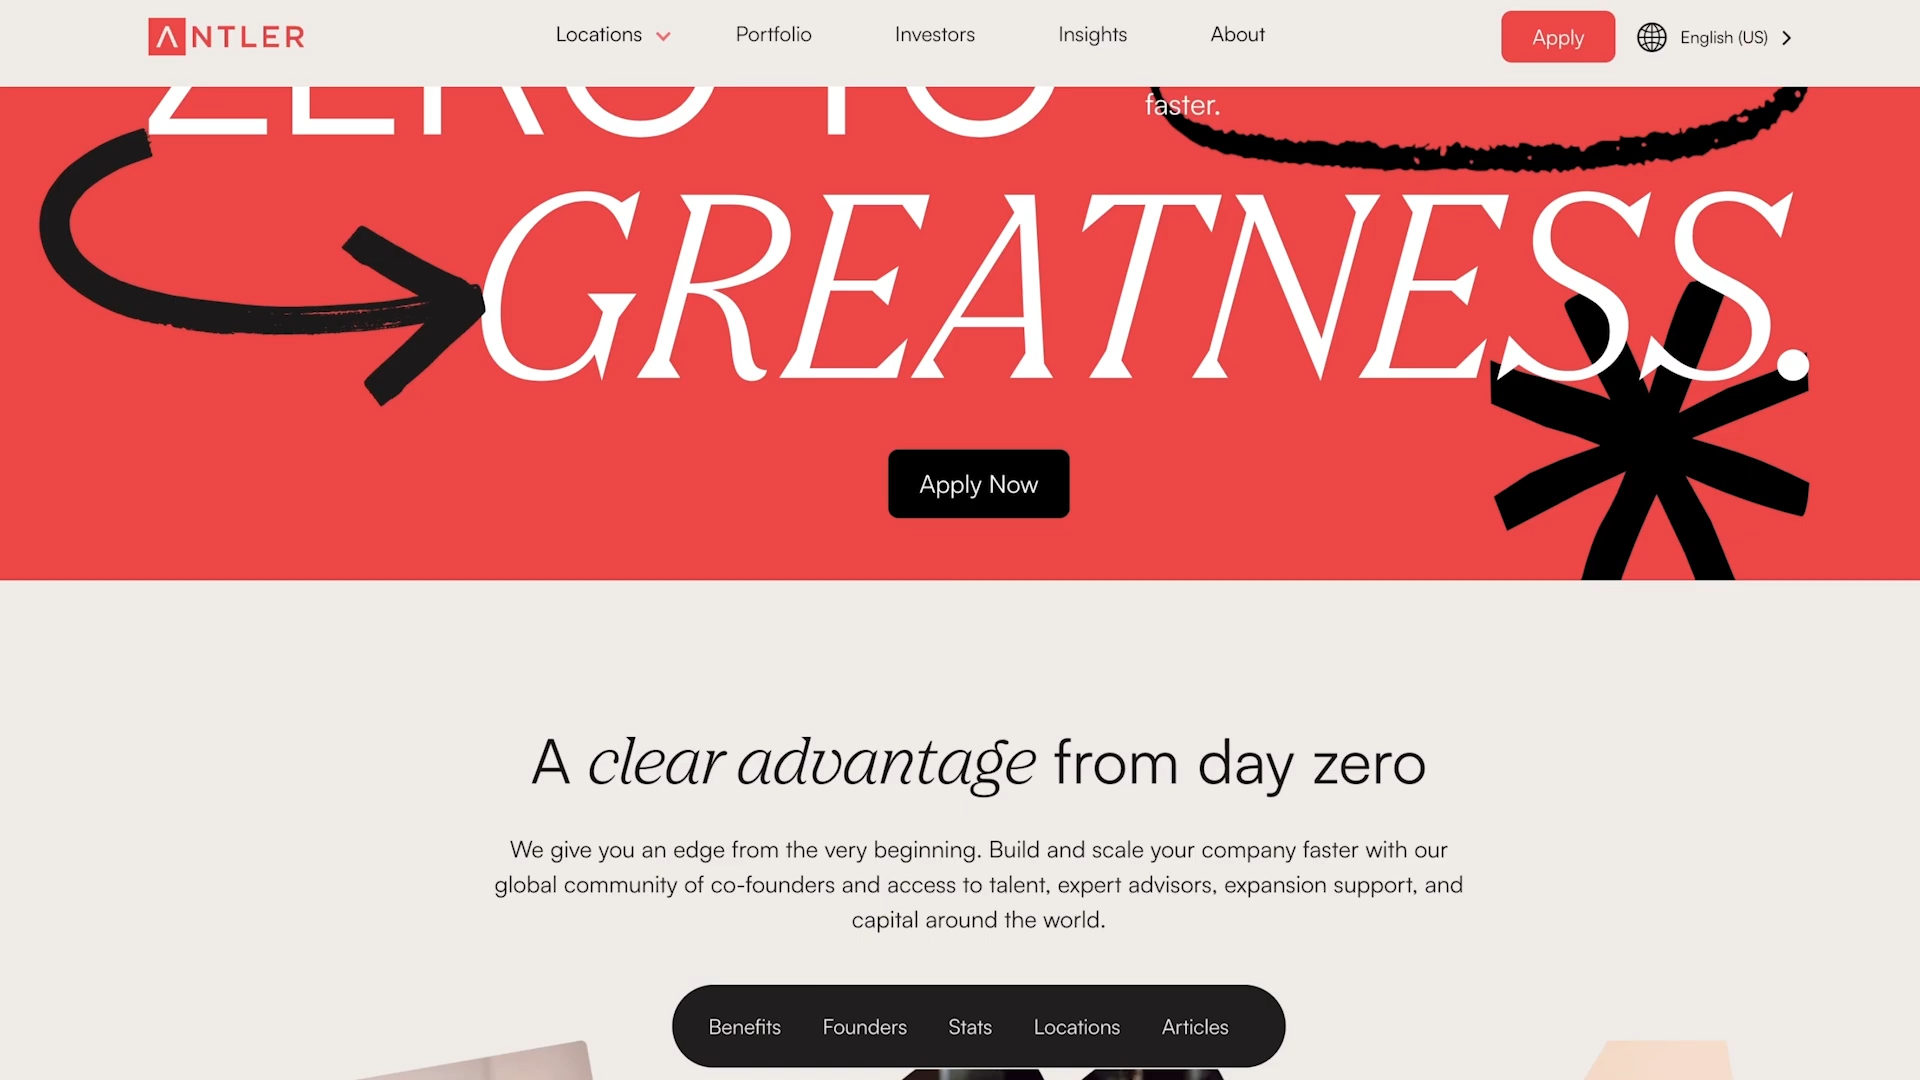 ANTLER
Locations
Portfolio
Investors
Insights
About
Apply
English (US)
ZERO TO
faster.
GREATNESS.
Apply Now
A clear advantage from day zero
We give you an edge from the very beginning. Build and scale your company faster with our
global community of co-founders and access to talent, expert advisors, expansion support, and
capital around the world.
Benefits
Founders
Stats
Locations
Articles